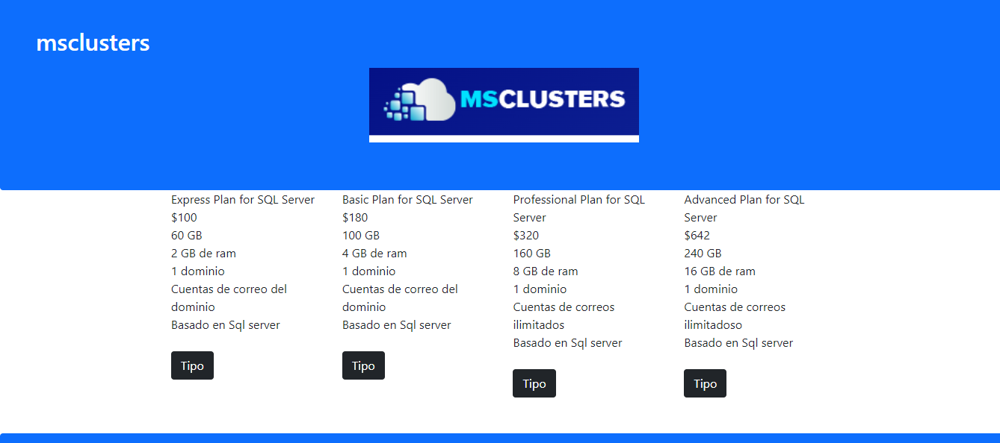 msclusters
MSCLUSTERS
Express Plan for SQL Server
$100
60 GB
2 GB de ram
1 dominio
Cuentas de correo del
dominio
Basado en Sql server
Tipo
Basic Plan for SQL Server
$180
100 GB
4 GB de ram
1 dominio
Cuentas de correo del
dominio
Basado en Sql server
Tipo
Professional Plan for SQL
Server
$320
160 GB
8 GB de ram
1 dominio
Cuentas de correos
ilimitados
Basado en Sql server
Tipo
Advanced Plan for SQL
Server
$642
240 GB
16 GB de ram
1 dominio
Cuentas de correos
ilimitadoso
Basado en Sql server
Tipo